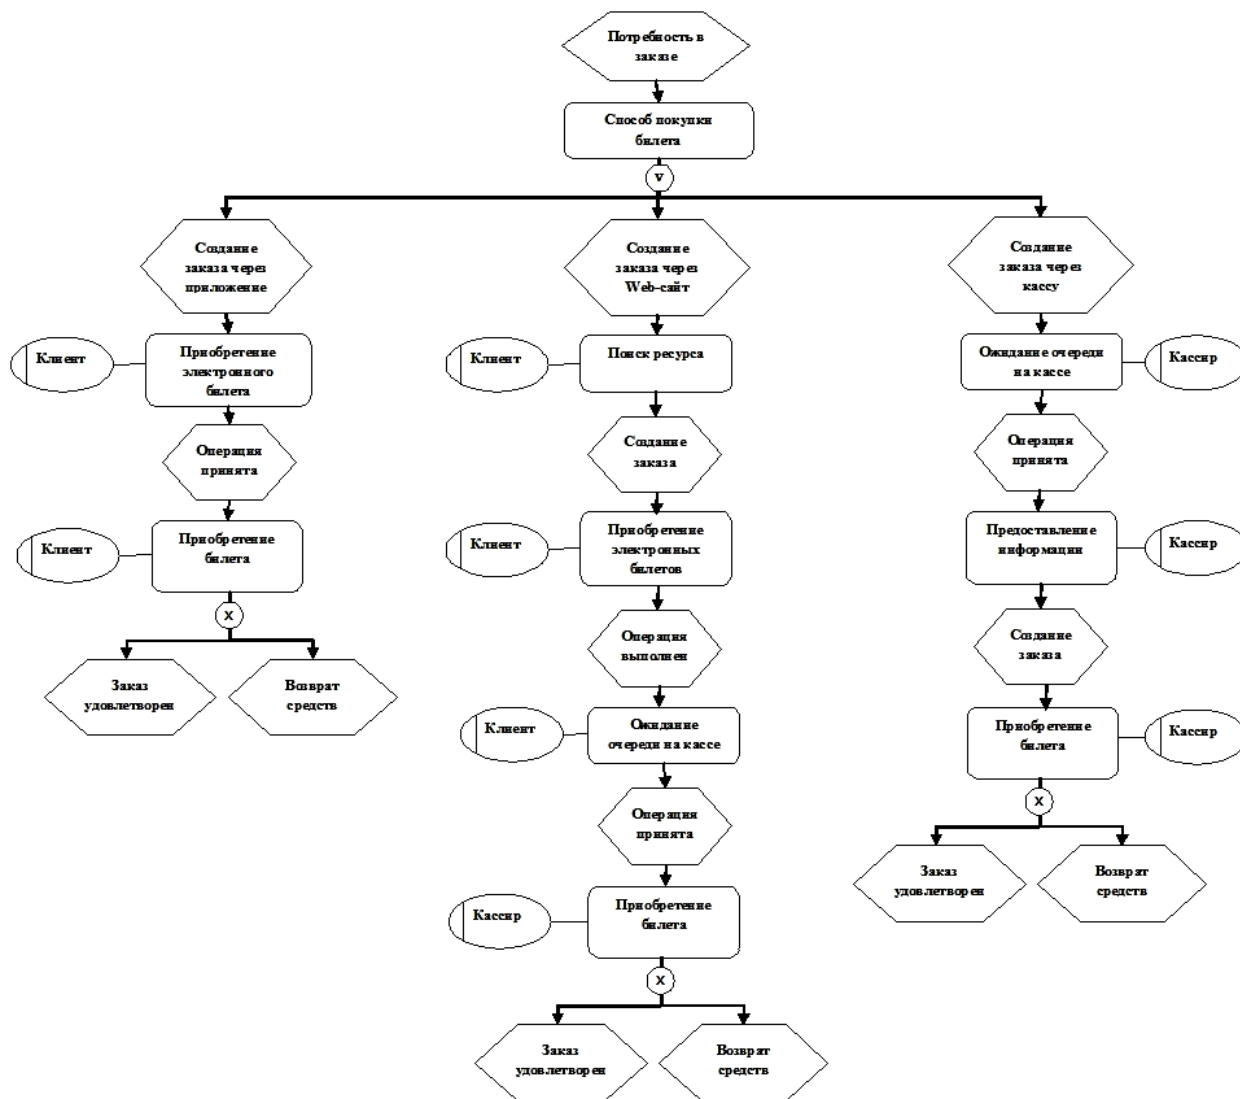 Потребность в
заказе
Способ покупки
билета
v
Создание
заказа через
приложение
Создание
заказа через
Web-сайт
Создание
заказа через
кассу
Клиент
Приобретение
электронного
билета
Клиент
Поиск ресурса
Ожидание очереди
на кассе
Кассир
Операция
принята
Создание
заказа
Операция
принята
Клиент
Приобретение
билета
Клиент
Приобретение
электронных
билетов
Предоставление
информации
Кассир
X
Заказ
удовлетворен
Возврат
средств
Операция
выполнен
Создание
заказа
Клиент
Ожидание
очереди на кассе
Приобретение
билета
Кассир
Операция
принята
X
Заказ
удовлетворен
Возврат
средств
Кассир
Приобретение
билета
X
Заказ
удовлетворен
Возврат
средств